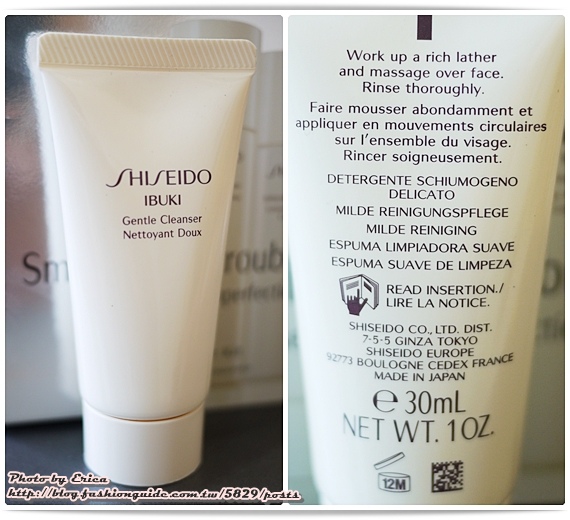 SHISEIDO
IBUKI
Gentle Cleanser
Nettoyant Doux
Photo by Erica
http://blog.fashionguide.com.tw/5829/posts
Work up a rich lather
and massage over face.
Rinse thoroughly.
Faire mousser abondamment et
appliquer en mouvements circulaires
sur l'ensemble du visage.
Rincer soigneusement.
DETERGENTE SCHIUMOGENO
DELICATO
MILDE REINIGUNGSPFLEGE
MILDE REINIGING
ESPUMA LIMPIADORA SUAVE
ESPUMA SUAVE DE LIMPEZA
READ INSERTION./
LIRE LA NOTICE.
SHISEIDO CO., LTD. DIST.
7-5-5 GINZA TOKYO
SHISEIDO EUROPE
92773 BOULOGNE CEDEX FRANCE
MADE IN JAPAN
℮ 30mL
NET WT. 1 OZ.
12M